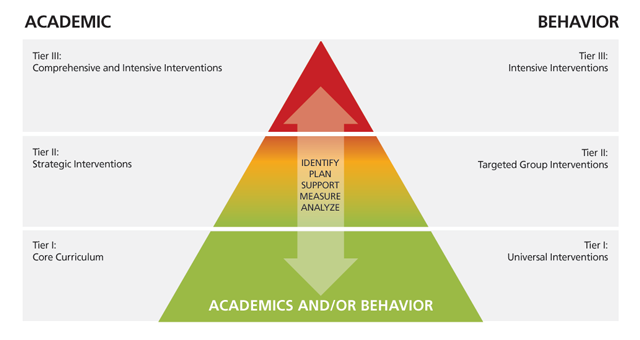 ACADEMIC
BEHAVIOR
Tier III:
Comprehensive and Intensive Interventions
Tier III:
Intensive Interventions
Tier II:
Strategic Interventions
IDENTIFY
PLAN
SUPPORT
MEASURE
ANALYZE
Tier II:
Targeted Group Interventions
Tier I:
Core Curriculum
Tier I:
Universal Interventions
ACADEMICS AND/OR BEHAVIOR